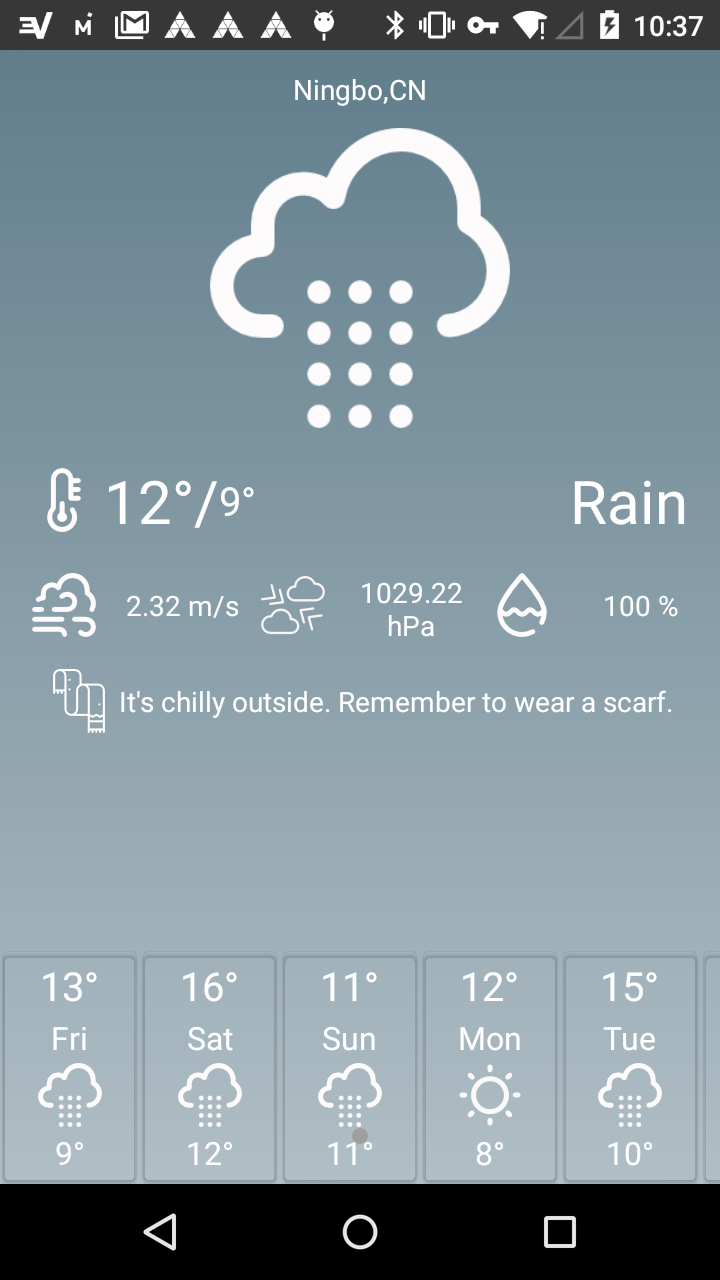 10:37
Ningbo,CN
12°/9°
Rain
2.32 m/s
1029.22
hPa
100 %
It's chilly outside. Remember to wear a scarf.
13° 16° 11° 12° 15°
Fri Sat Sun Mon Tue
9° 12° 11° 8° 10°